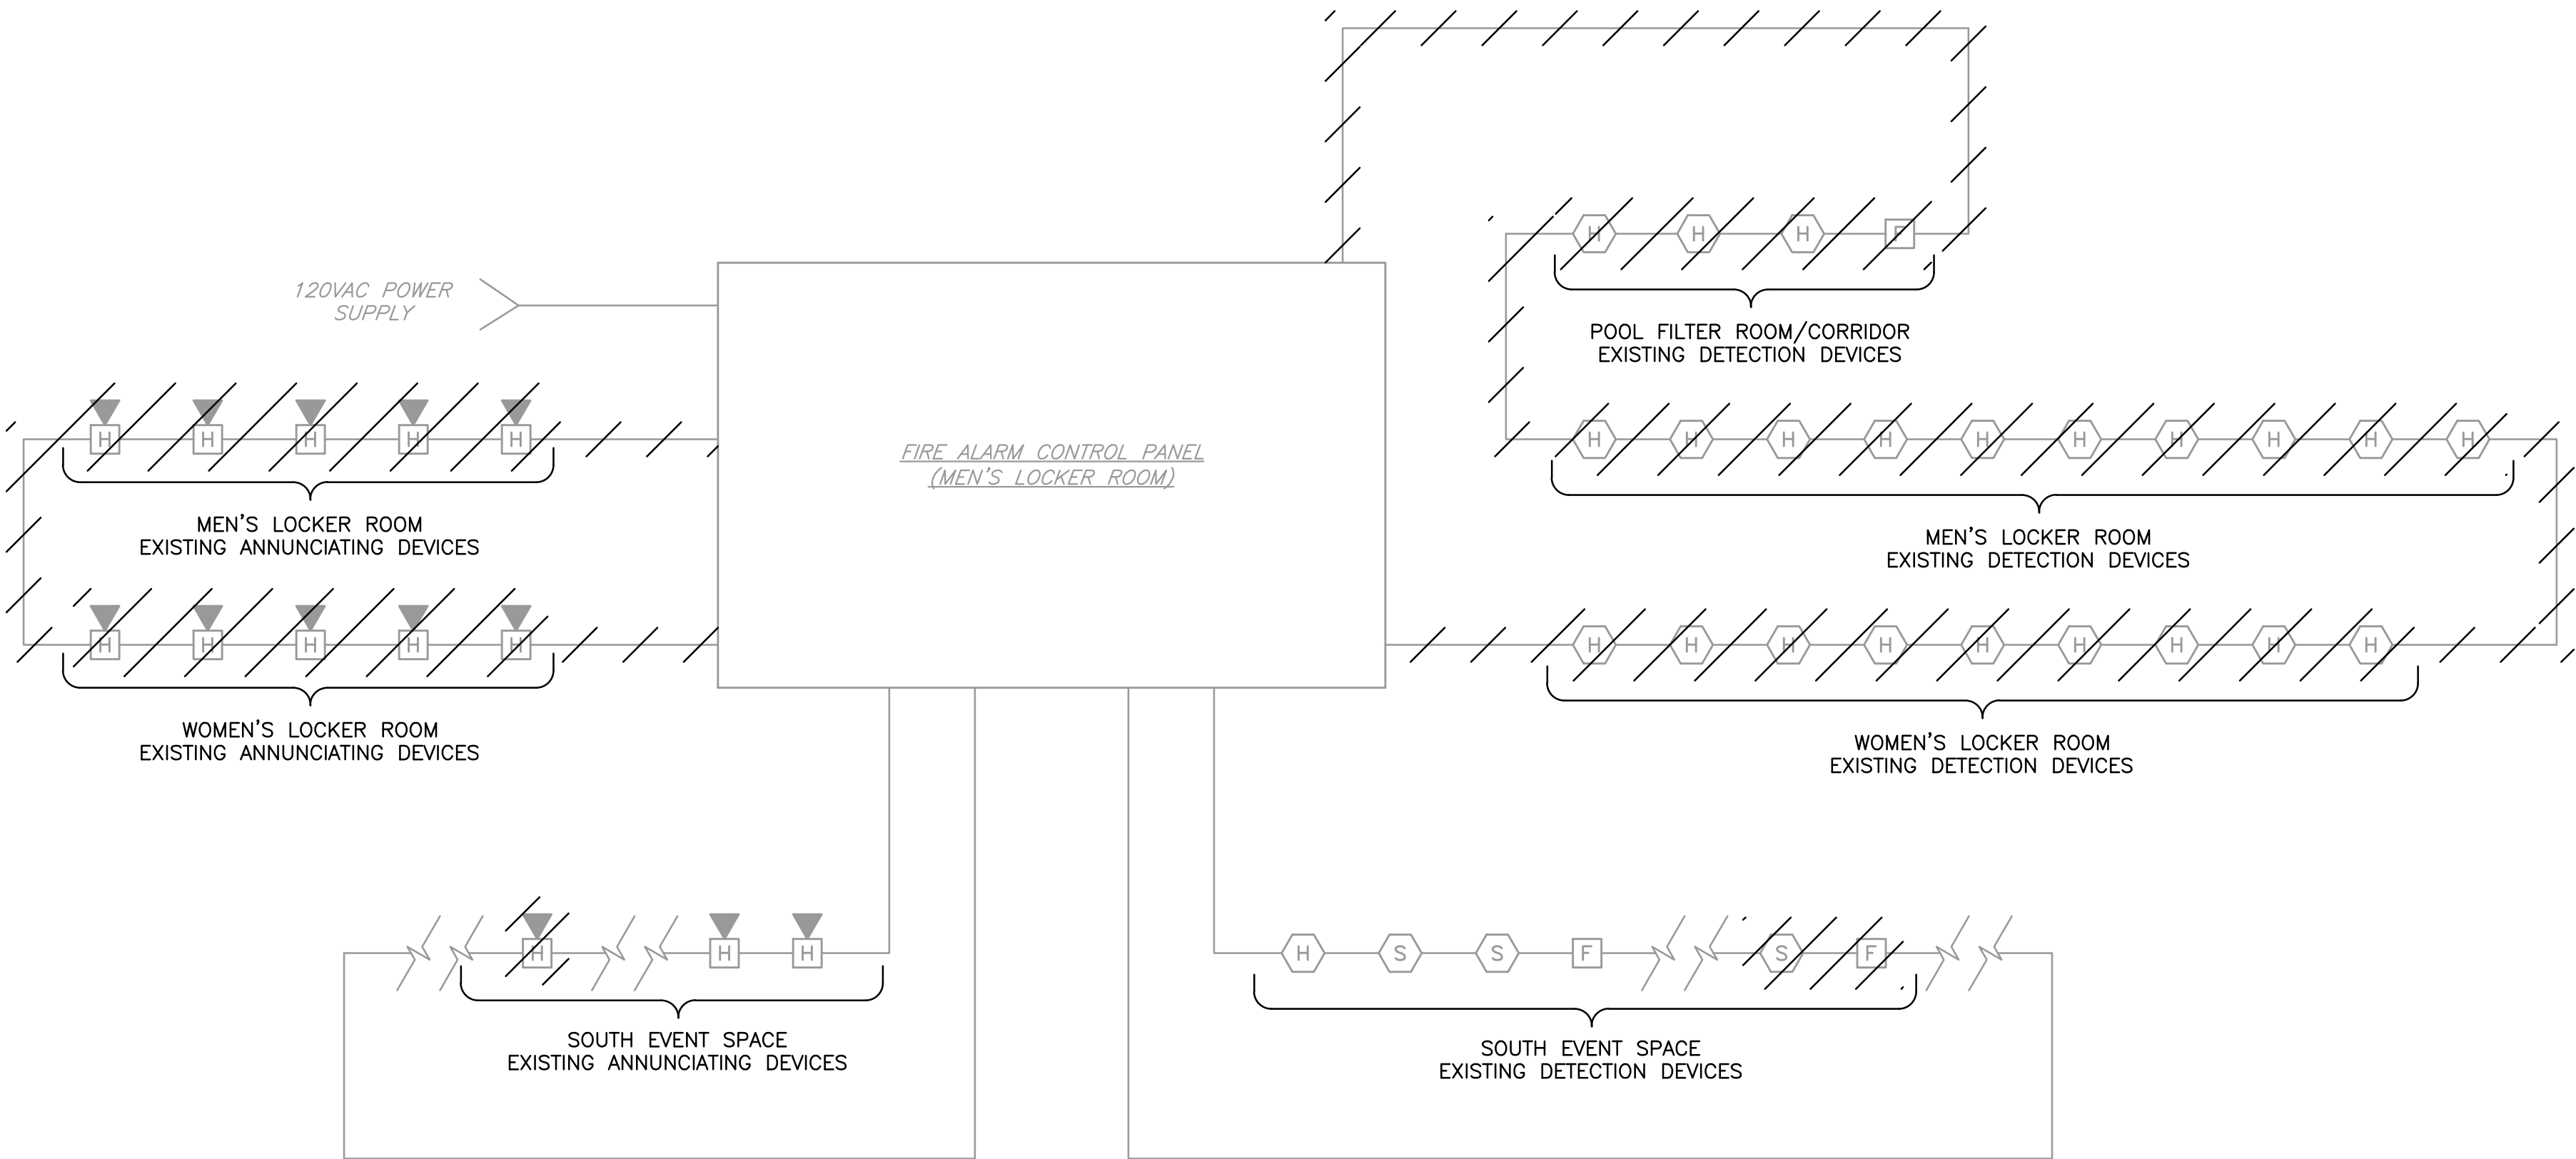 H H H F
120VAC POWER
SUPPLY
POOL FILTER ROOM/CORRIDOR
EXISTING DETECTION DEVICES
H H H H H
FIRE ALARM CONTROL PANEL
(MEN'S LOCKER ROOM)
H H H H H H H H H H
MEN'S LOCKER ROOM
EXISTING ANNUNCIATING DEVICES
MEN'S LOCKER ROOM
EXISTING DETECTION DEVICES
H H H H H
H H H H H H H H H
WOMEN'S LOCKER ROOM
EXISTING ANNUNCIATING DEVICES
WOMEN'S LOCKER ROOM
EXISTING DETECTION DEVICES
H H H
H S S F S F
SOUTH EVENT SPACE
EXISTING ANNUNCIATING DEVICES
SOUTH EVENT SPACE
EXISTING DETECTION DEVICES